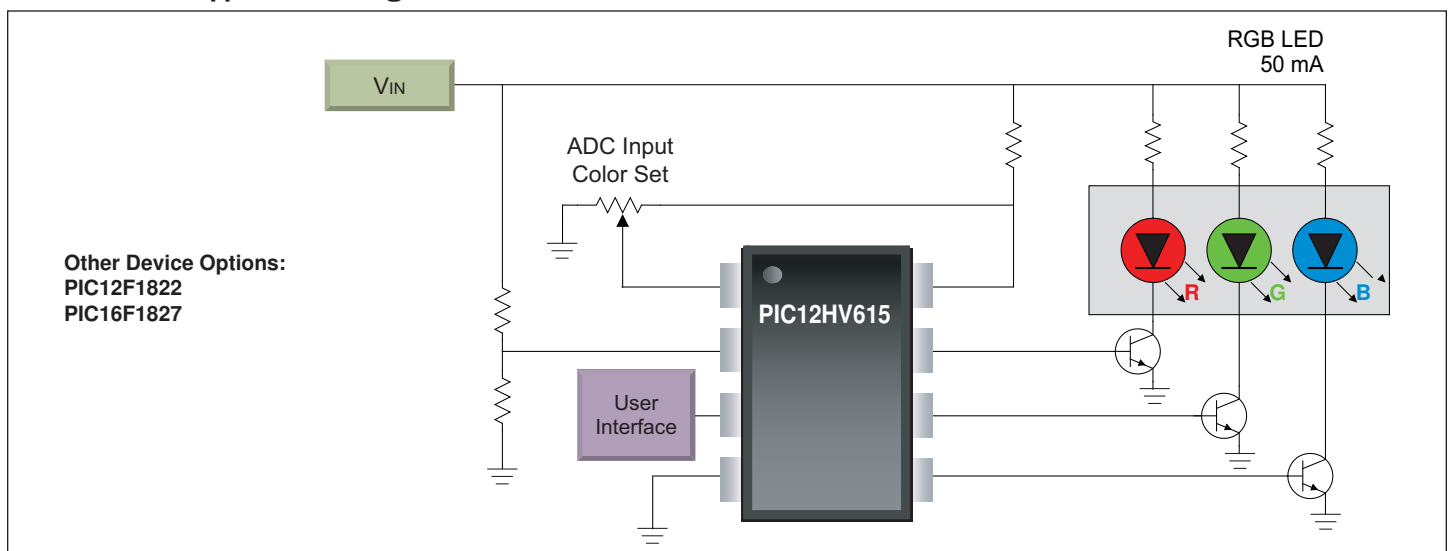 RGB LED
50 mA
VIN
ADC Input
Color Set
Other Device Options:
PIC12F1822
PIC16F1827
PIC12HV615
R
G
B
User
Interface